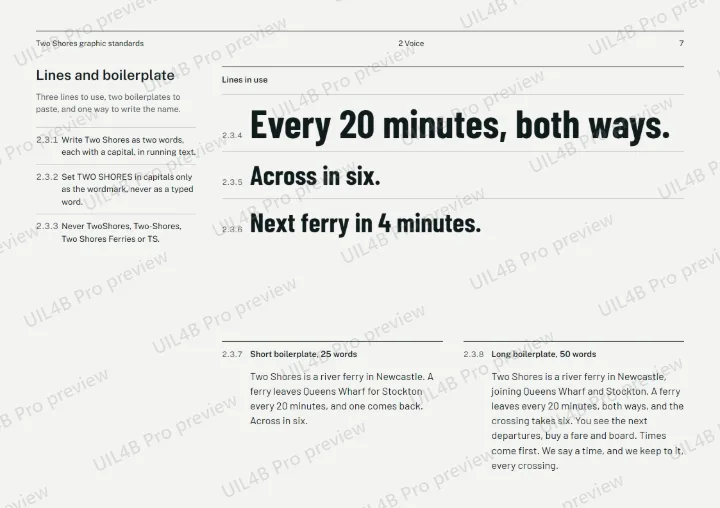 Two Shores graphic standards
2 Voice
7
Lines and boilerplate
Three lines to use, two boilerplates to
paste, and one way to write the name.
2.3.1 Write Two Shores as two words,
each with a capital, in running text.
2.3.2 Set TWO SHORES in capitals only
as the wordmark, never as a typed
word.
2.3.3 Never TwoShores, Two-Shores,
Two Shores Ferries or TS.
Lines in use
2.3.4 Every 20 minutes, both ways.
2.3.5 Across in six.
2.3.6 Next ferry in 4 minutes.
2.3.7 Short boilerplate, 25 words
Two Shores is a river ferry in Newcastle. A
ferry leaves Queens Wharf for Stockton
every 20 minutes, and one comes back.
Across in six.
2.3.8 Long boilerplate, 50 words
Two Shores is a river ferry in Newcastle,
joining Queens Wharf and Stockton. A ferry
leaves every 20 minutes, both ways, and the
crossing takes six. You see the next
departures, buy a fare and board. Times
come first. We say a time, and we keep to it,
every crossing.
UIL4B Pro preview